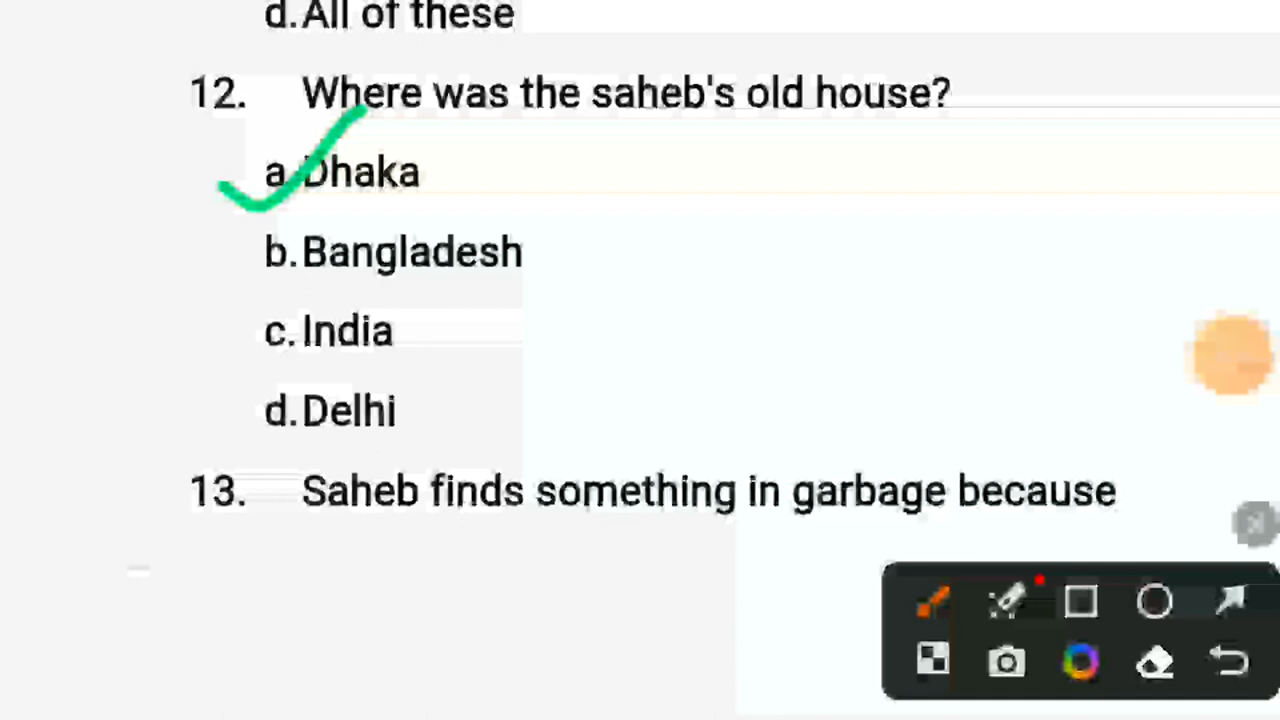 d. All of these
12. Where was the saheb's old house?
a. Dhaka
b. Bangladesh
c. India
d. Delhi
13. Saheb finds something in garbage because